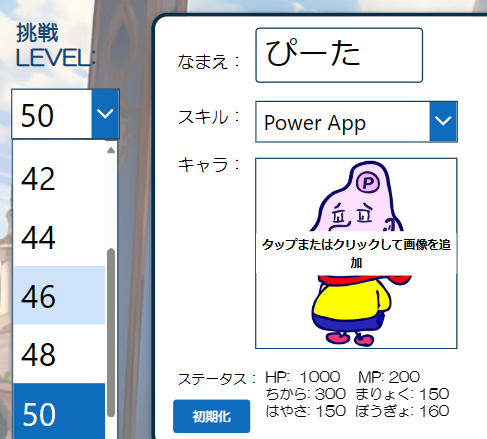 挑戦
LEVEL:
50
42
44
46
48
50
なまえ：
ぴーた
スキル：
Power App
キャラ：
P
タップまたはクリックして画像を追
加
ステータス：
HP: 1000 MP: 200
ちから: 300 まりょく: 150
はやさ: 150 ぼうぎょ: 160
初期化